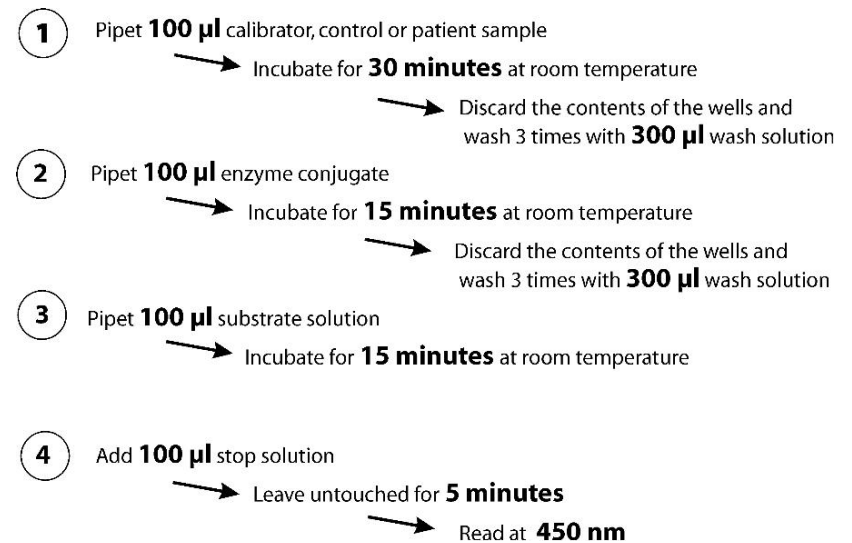 1 Pipet 100 µl calibrator, control or patient sample
Incubate for 30 minutes at room temperature
Discard the contents of the wells and
wash 3 times with 300 µl wash solution
2 Pipet 100 µl enzyme conjugate
Incubate for 15 minutes at room temperature
Discard the contents of the wells and
wash 3 times with 300 µl wash solution
3 Pipet 100 µl substrate solution
Incubate for 15 minutes at room temperature
4 Add 100 µl stop solution
Leave untouched for 5 minutes
Read at 450 nm